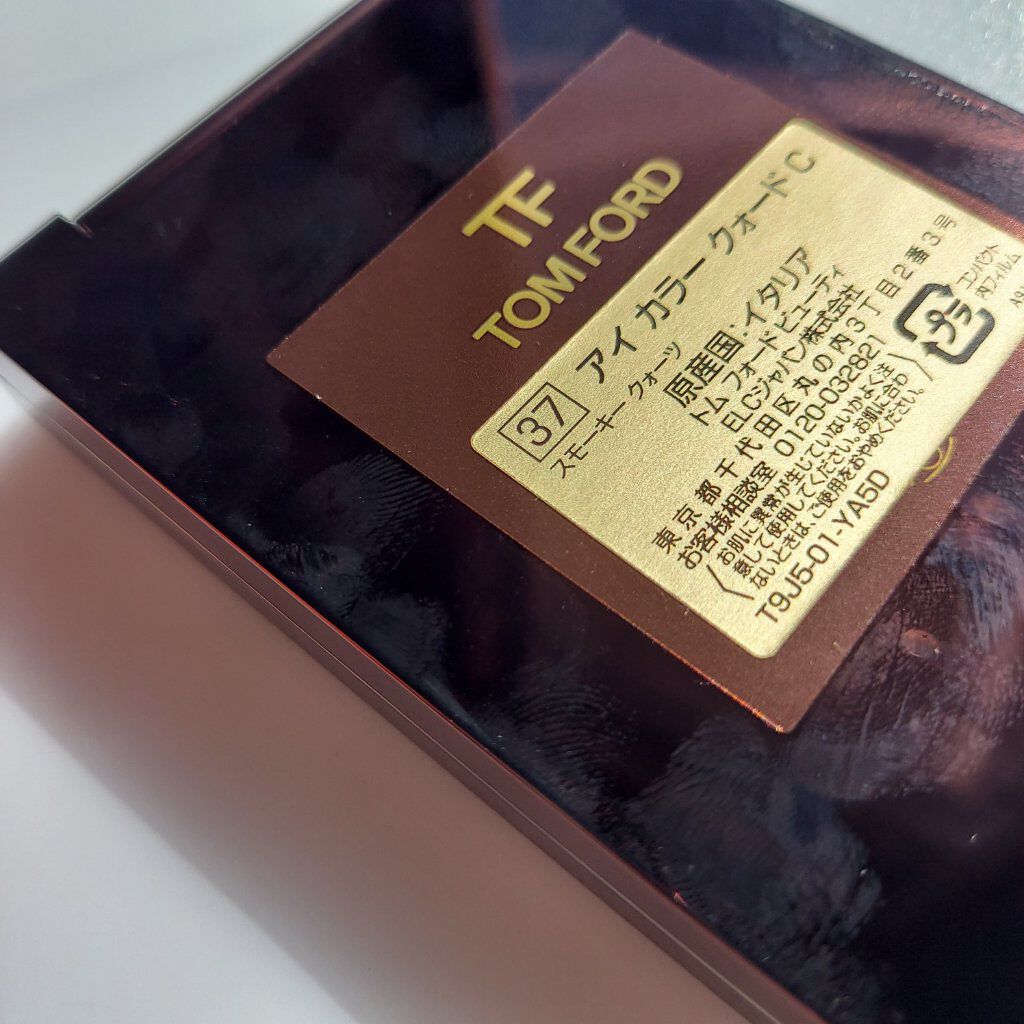 TF
TOM FORD
37 アイ カラー クォード C
スモーキー クォーツ
原産国:イタリア
トム フォード ビューティ
ELCジャパン株式会社
東京都千代田区丸の内3丁目2番3号
お客様相談室 0120-032821
お肌に異常が生じていないかよく注
意して使用してください。お肌に合わ
ないときは、ご使用をおやめください。
T9J5-01-YA5D
プラ
コンパクト
内フィルム